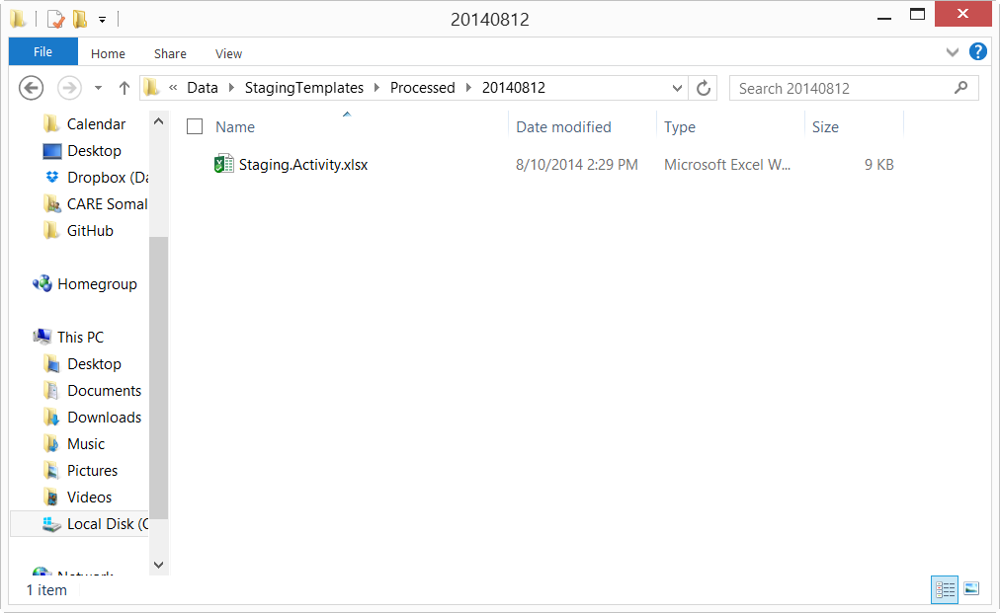 20140812
File Home Share View
« Data StagingTemplates Processed 20140812 Search 20140812
Name Date modified Type Size
Staging.Activity.xlsx 8/10/2014 2:29 PM Microsoft Excel W... 9 KB
Calendar
Desktop
Dropbox (Da
CARE Somal
GitHub
Homegroup
This PC
Desktop
Documents
Downloads
Music
Pictures
Videos
Local Disk (C
Network
1 item